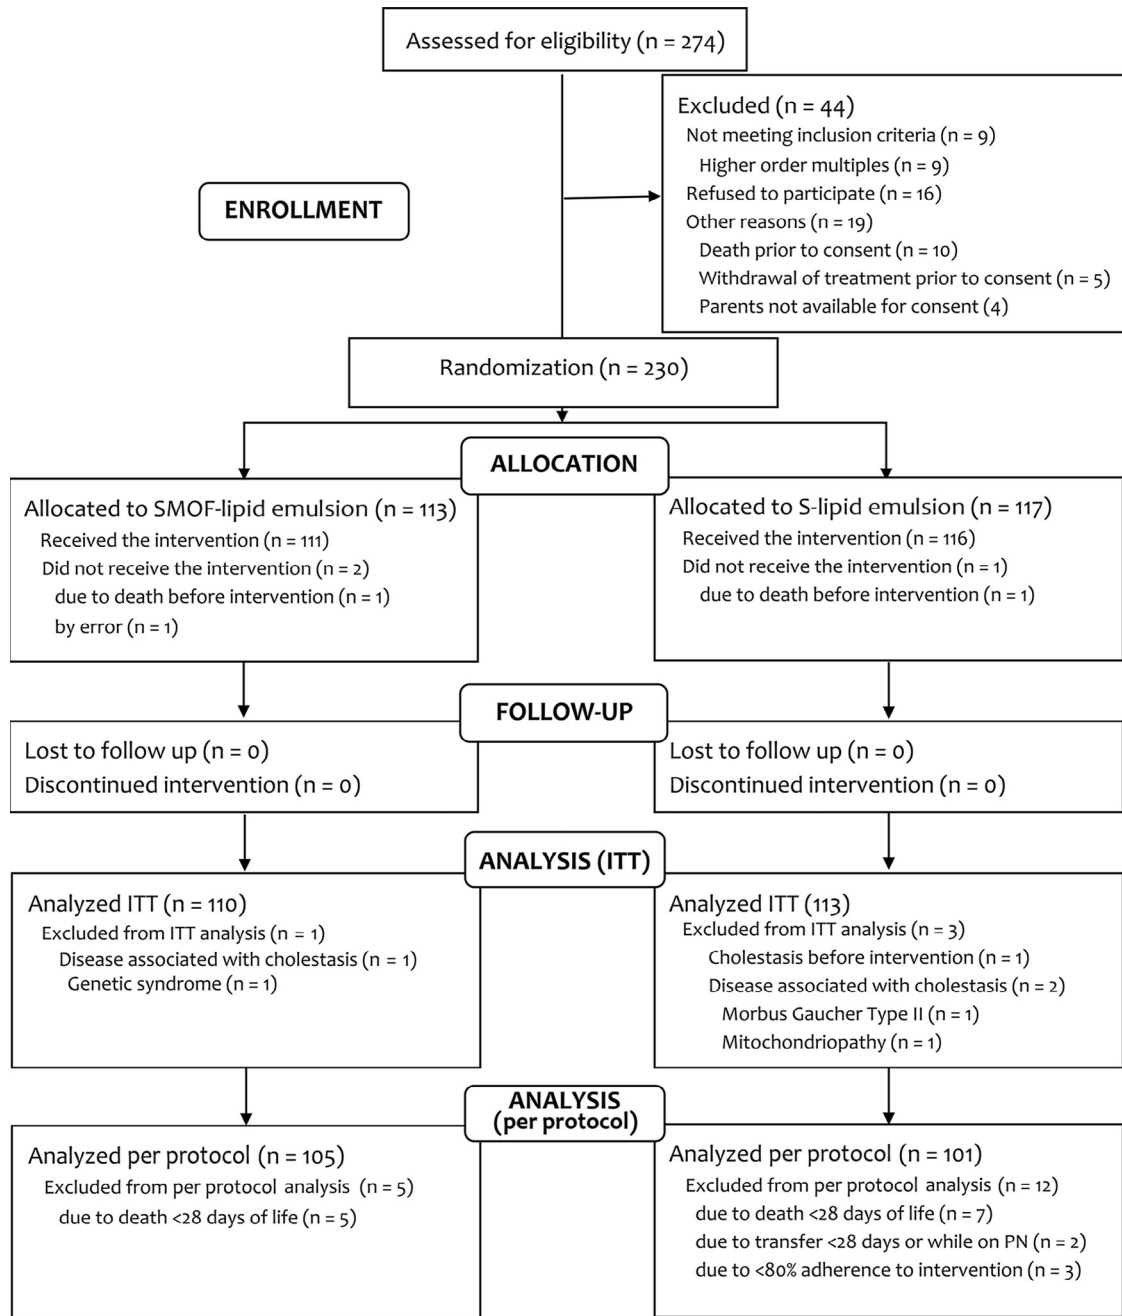 Assessed for eligibility (n = 274)
Excluded (n = 44)
Not meeting inclusion criteria (n = 9)
Higher order multiples (n = 9)
Refused to participate (n = 16)
Other reasons (n = 19)
Death prior to consent (n = 10)
Withdrawal of treatment prior to consent (n = 5)
Parents not available for consent (4)
ENROLLMENT
Randomization (n = 230)
ALLOCATION
Allocated to SMOF-lipid emulsion (n = 113)
Received the intervention (n = 111)
Did not receive the intervention (n = 2)
due to death before intervention (n = 1)
by error (n = 1)
Allocated to S-lipid emulsion (n = 117)
Received the intervention (n = 116)
Did not receive the intervention (n = 1)
due to death before intervention (n = 1)
FOLLOW-UP
Lost to follow up (n = 0)
Discontinued intervention (n = 0)
Lost to follow up (n = 0)
Discontinued intervention (n = 0)
ANALYSIS (ITT)
Analyzed ITT (n = 110)
Excluded from ITT analysis (n = 1)
Disease associated with cholestasis (n = 1)
Genetic syndrome (n = 1)
Analyzed ITT (113)
Excluded from ITT analysis (n = 3)
Cholestasis before intervention (n = 1)
Disease associated with cholestasis (n = 2)
Morbus Gaucher Type II (n = 1)
Mitochondriopathy (n = 1)
ANALYSIS
(per protocol)
Analyzed per protocol (n = 105)
Excluded from per protocol analysis (n = 5)
due to death <28 days of life (n = 5)
Analyzed per protocol (n = 101)
Excluded from per protocol analysis (n = 12)
due to death <28 days of life (n = 7)
due to transfer <28 days or while on PN (n = 2)
due to <80% adherence to intervention (n = 3)